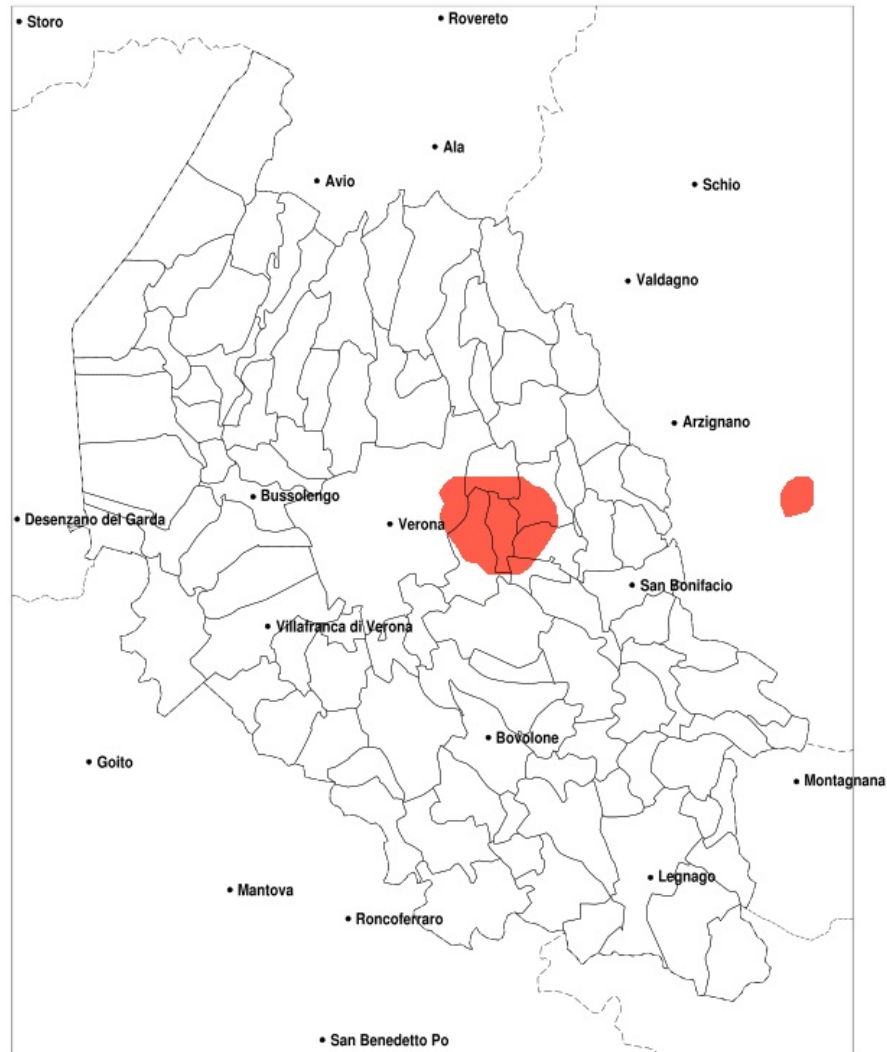 Storo
Rovereto
Ala
Avio
Schio
Valdagno
Arzignano
Bussolengo
Desenzano del Garda
Verona
San Bonifacio
Villafranca di Verona
Bovolone
Goito
Montagnana
Legnago
Mantova
Roncoferraro
San Benedetto Po